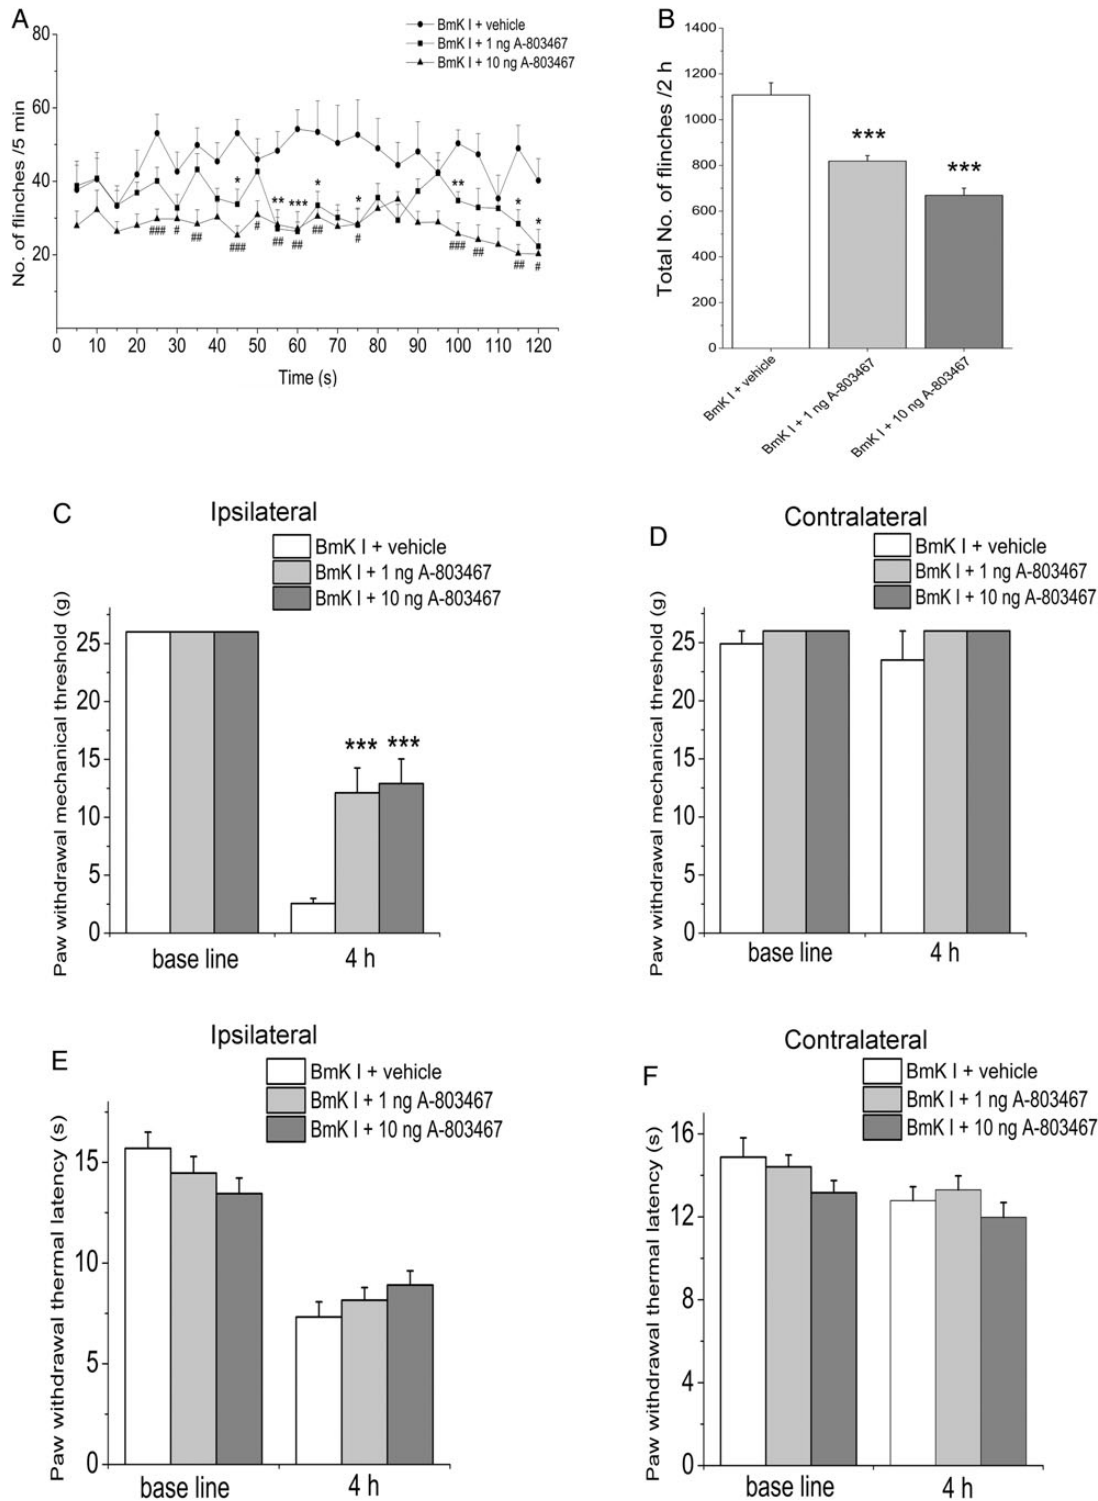 A
BmK I + vehicle
BmK I + 1 ng A-803467
BmK I + 10 ng A-803467
No. of flinches /5 min
80
60
40
20
* ** *** * * ** * *
### # ## ### # ## ## ## # ### ## ## #
0 10 20 30 40 50 60 70 80 90 100 110 120
Time (s)
B
Total No. of flinches /2 h
1400
1200
1000
800
600
400
200
0
***
***
BmK I + vehicle
BmK I + 1 ng A-803467
BmK I + 10 ng A-803467
C
Ipsilateral
BmK I + vehicle
BmK I + 1 ng A-803467
BmK I + 10 ng A-803467
Paw withdrawal mechanical threshold (g)
25
20
15
10
5
0
*** ***
base line 4 h
D
Contralateral
BmK I + vehicle
BmK I + 1 ng A-803467
BmK I + 10 ng A-803467
Paw withdrawal mechanical threshold (g)
25
20
15
10
5
0
base line 4 h
E
Ipsilateral
BmK I + vehicle
BmK I + 1 ng A-803467
BmK I + 10 ng A-803467
Paw withdrawal thermal latency (s)
15
10
5
0
base line 4 h
F
Contralateral
BmK I + vehicle
BmK I + 1 ng A-803467
BmK I + 10 ng A-803467
Paw withdrawal thermal latency (s)
16
12
8
4
0
base line 4 h